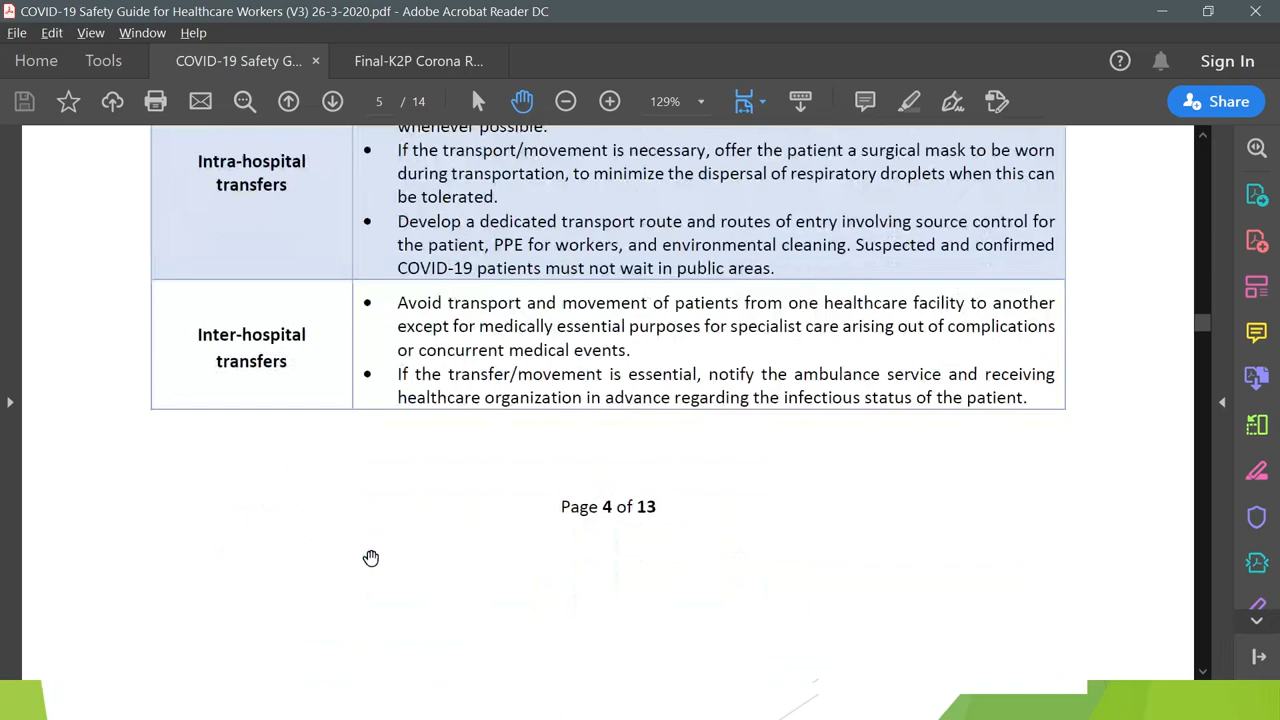 COVID-19 Safety Guide for Healthcare Workers (V3) 26-3-2020.pdf - Adobe Acrobat Reader DC
File Edit View Window Help
Home Tools COVID-19 Safety G... × Final-K2P Corona R... Sign In
5 / 14 129% Share
whenever possible.
Intra-hospital
transfers
• If the transport/movement is necessary, offer the patient a surgical mask to be worn
during transportation, to minimize the dispersal of respiratory droplets when this can
be tolerated.
• Develop a dedicated transport route and routes of entry involving source control for
the patient, PPE for workers, and environmental cleaning. Suspected and confirmed
COVID-19 patients must not wait in public areas.
Inter-hospital
transfers
• Avoid transport and movement of patients from one healthcare facility to another
except for medically essential purposes for specialist care arising out of complications
or concurrent medical events.
• If the transfer/movement is essential, notify the ambulance service and receiving
healthcare organization in advance regarding the infectious status of the patient.
Page 4 of 13